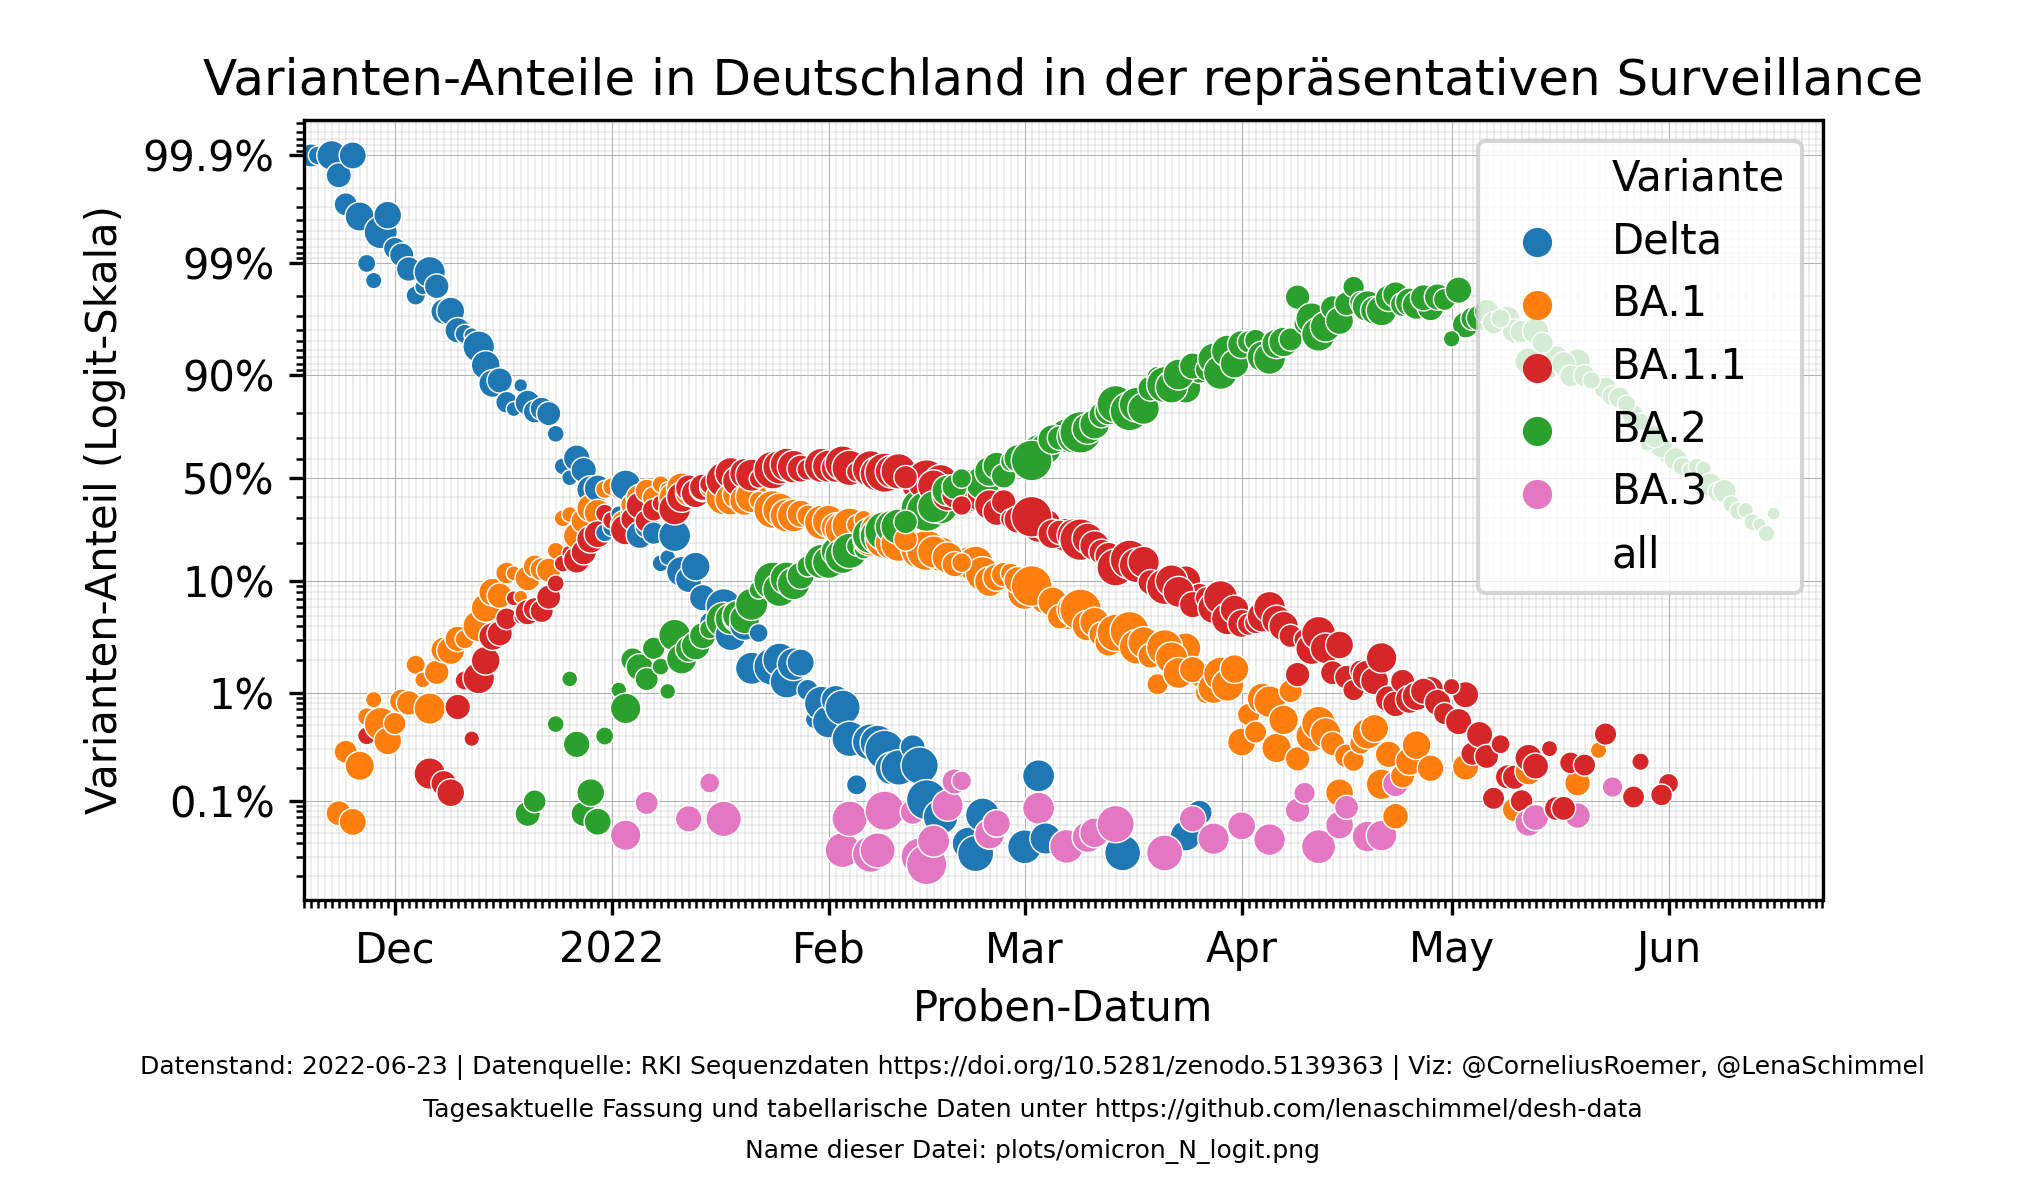 Varianten-Anteile in Deutschland in der repräsentativen Surveillance
Varianten-Anteil (Logit-Skala)
99.9%
99%
90%
50%
10%
1%
0.1%
Variante
Delta
BA.1
BA.1.1
BA.2
BA.3
all
Dec 2022 Feb Mar Apr May Jun
Proben-Datum
Datenstand: 2022-06-23 | Datenquelle: RKI Sequenzdaten https://doi.org/10.5281/zenodo.5139363 | Viz: @CorneliusRoemer, @LenaSchimmel
Tagesaktuelle Fassung und tabellarische Daten unter https://github.com/lenaschimmel/desh-data
Name dieser Datei: plots/omicron_N_logit.png